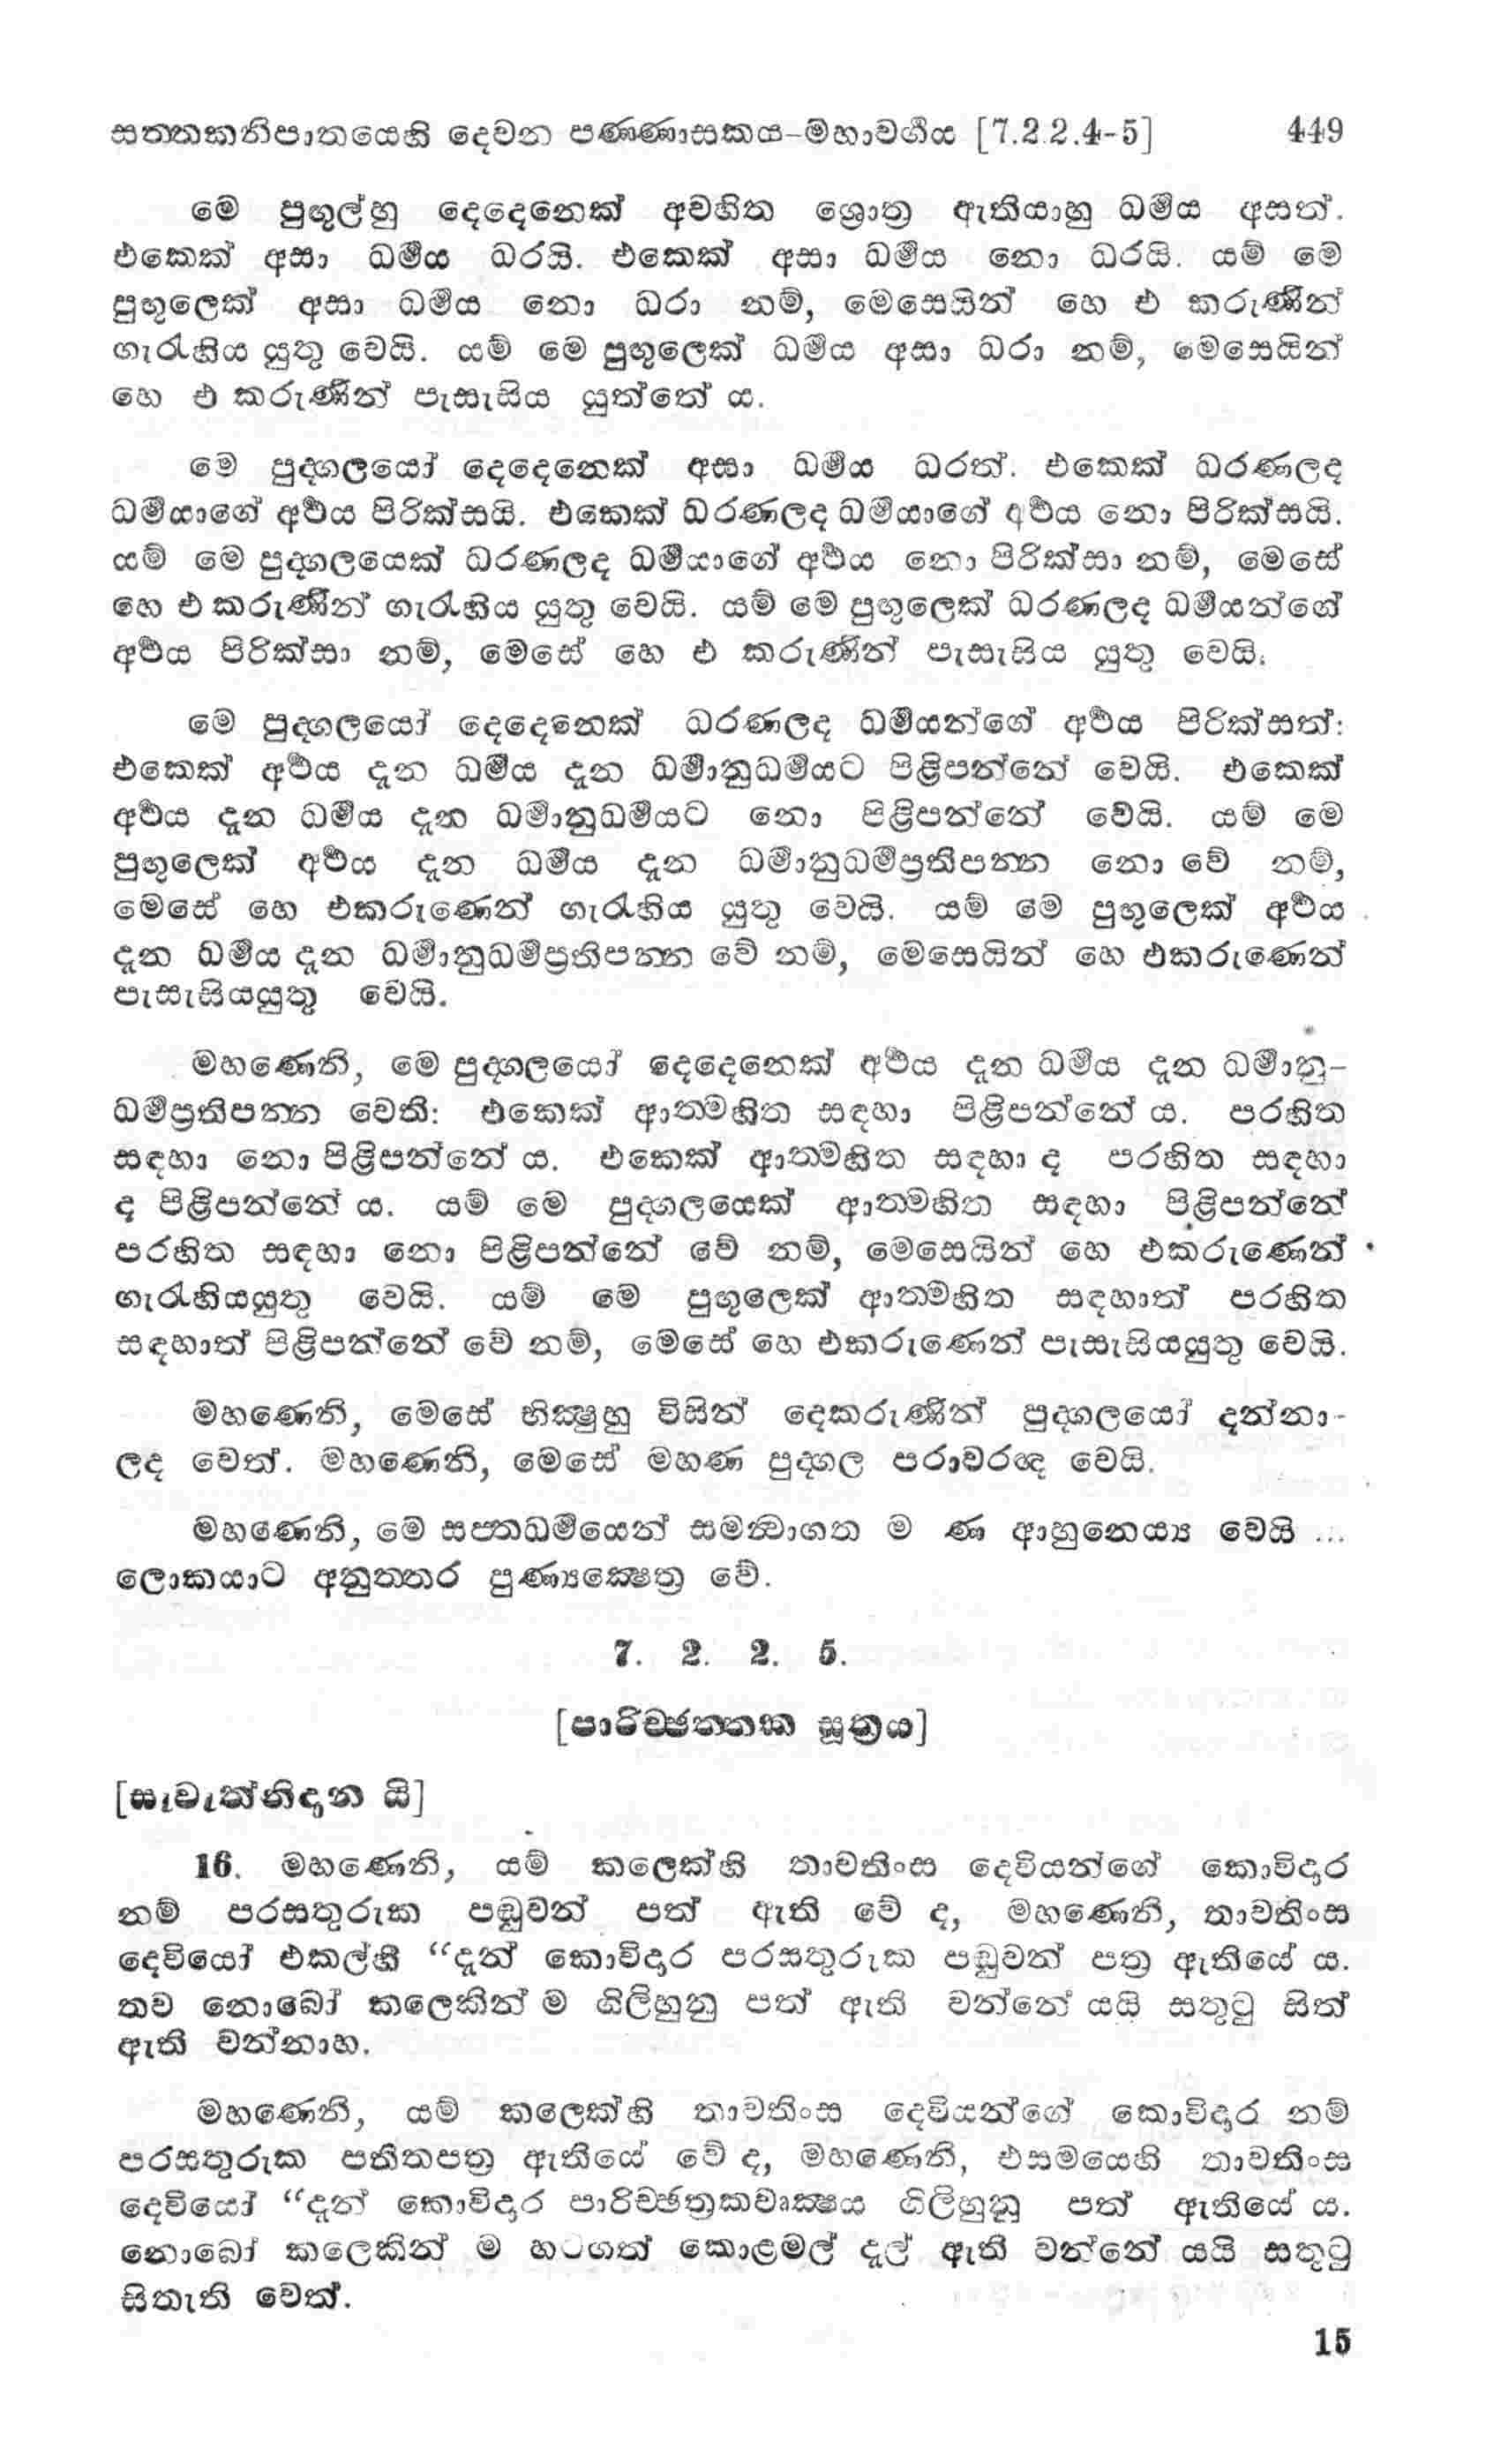 සත්තකනිපාතයෙහි දෙවන පණ්ණාසකය-මහාවර්ගය [7.2.2.4-5] 449
මෙ පුඟුල්හු දෙදෙනෙක් අවහිත ශ්‍රොත්‍ර ඇතියාහු ධර්මය අසත්.
එකෙක් අසා ධර්මය ධරයි. එකෙක් අසා ධර්මය නො ධරයි. යම් මෙ
පුඟුලෙක් අසා ධර්මය නො ධරා නම්, මෙසෙයින් හෙ එ කරුණින්
ගැරැහිය යුතු වෙයි. යම් මෙ පුඟුලෙක් ධර්මය අසා ධරා නම්, මෙසෙයින්
හෙ එ කරුණින් පැසැසිය යුත්තේ ය.
මෙ පුද්ගලයෝ දෙදෙනෙක් අසා ධර්මය ධරත්. එකෙක් ධරණලද
ධර්මයාගේ අර්ථය පිරික්සයි. එකෙක් ධරණලද ධර්මයාගේ අර්ථය නො පිරික්සයි.
යම් මෙ පුද්ගලයෙක් ධරණලද ධර්මයාගේ අර්ථය නො පිරික්සා නම්, මෙසේ
හෙ එ කරුණින් ගැරැහිය යුතු වෙයි. යම් මෙ පුඟුලෙක් ධරණලද ධර්මයන්ගේ
අර්ථය පිරික්සා නම්, මෙසේ හෙ එ කරුණින් පැසැසිය යුතු වෙයි.
මෙ පුද්ගලයෝ දෙදෙනෙක් ධරණලද ධර්මයන්ගේ අර්ථය පිරික්සත්:
එකෙක් අර්ථය දැන ධර්මය දැන ධර්මානුධර්මයට පිළිපන්නේ වෙයි. එකෙක්
අර්ථය දැන ධර්මය දැන ධර්මානුධර්මයට නො පිළිපන්නේ වෙයි. යම් මෙ
පුඟුලෙක් අර්ථය දැන ධර්මය දැන ධර්මානුධර්මප්‍රතිපන්න නො වේ නම්,
මෙසේ හෙ එකරුණෙන් ගැරැහිය යුතු වෙයි. යම් මෙ පුඟුලෙක් අර්ථය
දැන ධර්මය දැන ධර්මානුධර්මප්‍රතිපන්න වේ නම්, මෙසෙයින් හෙ එකරුණෙන්
පැසැසියයුතු වෙයි.
මහණෙනි, මෙ පුද්ගලයෝ දෙදෙනෙක් අර්ථය දැන ධර්මය දැන ධර්මානු-
ධර්මප්‍රතිපන්න වෙති: එකෙක් ආත්මහිත සඳහා පිළිපන්නේ ය. පරහිත
සඳහා නො පිළිපන්නේ ය. එකෙක් ආත්මහිත සඳහා ද පරහිත සඳහා
ද පිළිපන්නේ ය. යම් මෙ පුද්ගලයෙක් ආත්මහිත සඳහා පිළිපන්නේ
පරහිත සඳහා නො පිළිපන්නේ වේ නම්, මෙසෙයින් හෙ එකරුණෙන්
ගැරැහියයුතු වෙයි. යම් මෙ පුඟුලෙක් ආත්මහිත සඳහාත් පරහිත
සඳහාත් පිළිපන්නේ වේ නම්, මෙසේ හෙ එකරුණෙන් පැසැසියයුතු වෙයි.
මහණෙනි, මෙසේ භික්‍ෂුහු විසින් දෙකරුණින් පුද්ගලයෝ දන්නා-
ලද වෙත්. මහණෙනි, මෙසේ මහණ පුද්ගල පරාවරඥ වෙයි.
මහණෙනි, මෙ සප්තධර්මයෙන් සමන්වාගත ම ණ ආහුනෙය්‍ය වෙයි ...
ලොකයාට අනුත්තර පුණ්‍යක්‍ෂෙත්‍ර වේ.
7. 2. 2. 5.
[පාරිච්ඡත්තක සූත්‍රය]
[සැවැත්නිදාන යි]
16. මහණෙනි, යම් කලෙක්හි තාවතිංස දෙවියන්ගේ කොවිදාර
නම් පරසතුරුක පඬුවන් පත් ඇති වේ ද, මහණෙනි, තාවතිංස
දෙවියෝ එකල්හි “දැන් කොවිදාර පරසතුරුක පඬුවන් පත්‍ර ඇතියේ ය.
තව නොබෝ කලෙකින් ම ගිලිහුනු පත් ඇති වන්නේ යයි සතුටු සිත්
ඇති වන්නාහ.
මහණෙනි, යම් කලෙක්හි තාවතිංස දෙවියන්ගේ කොවිදාර නම්
පරසතුරුක පතිතපත්‍ර ඇතියේ වේ ද, මහණෙනි, එසමයෙහි තාවතිංස
දෙවියෝ “දැන් කොවිදාර පාරිච්ඡත්‍රකවෘක්‍ෂය ගිලිහුනු පත් ඇතියේ ය.
නොබෝ කලෙකින් ම හටගත් කොළමල් දැල් ඇති වන්නේ යයි සතුටු
සිතැති වෙත්.
15